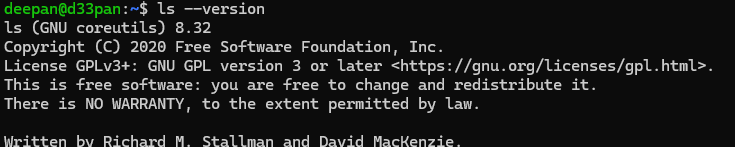 deepan@d33pan:~$ ls --version
ls (GNU coreutils) 8.32
Copyright (C) 2020 Free Software Foundation, Inc.
License GPLv3+: GNU GPL version 3 or later <https://gnu.org/licenses/gpl.html>.
This is free software: you are free to change and redistribute it.
There is NO WARRANTY, to the extent permitted by law.

Written by Richard M. Stallman and David MacKenzie.